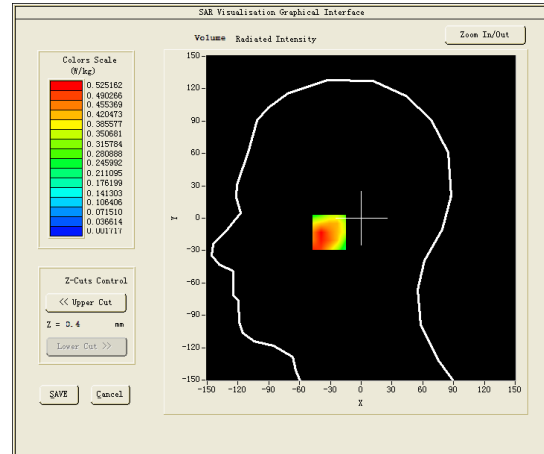 SAR Visualisation Graphical Interface
Volume Radiated Intensity
Zoom In/Out
Colors Scale
(W/kg)
0.525162
0.490266
0.455369
0.420473
0.385577
0.350681
0.315784
0.280888
0.245992
0.211095
0.176199
0.141303
0.106406
0.071510
0.036614
0.001717
Z-Cuts Control
<< Upper Cut
Z = 0.4 mm
Lower Cut >>
SAVE
Cancel
150
120
90
60
30
0
-30
-60
-90
-120
-150
Y
-150 -120 -90 -60 -30 0 30 60 90 120 150
X